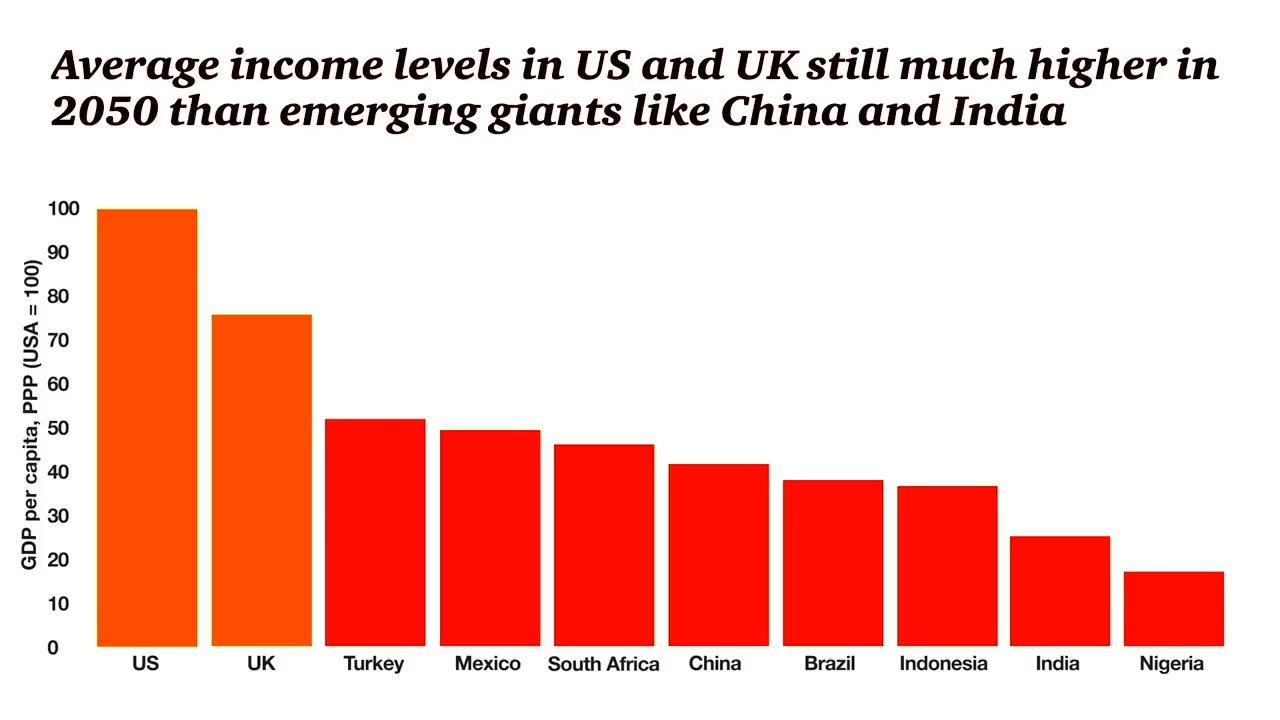 Average income levels in US and UK still much higher in
2050 than emerging giants like China and India
GDP per capita, PPP (USA = 100)
100
90
80
70
60
50
40
30
20
10
0
US
UK
Turkey
Mexico
South Africa
China
Brazil
Indonesia
India
Nigeria